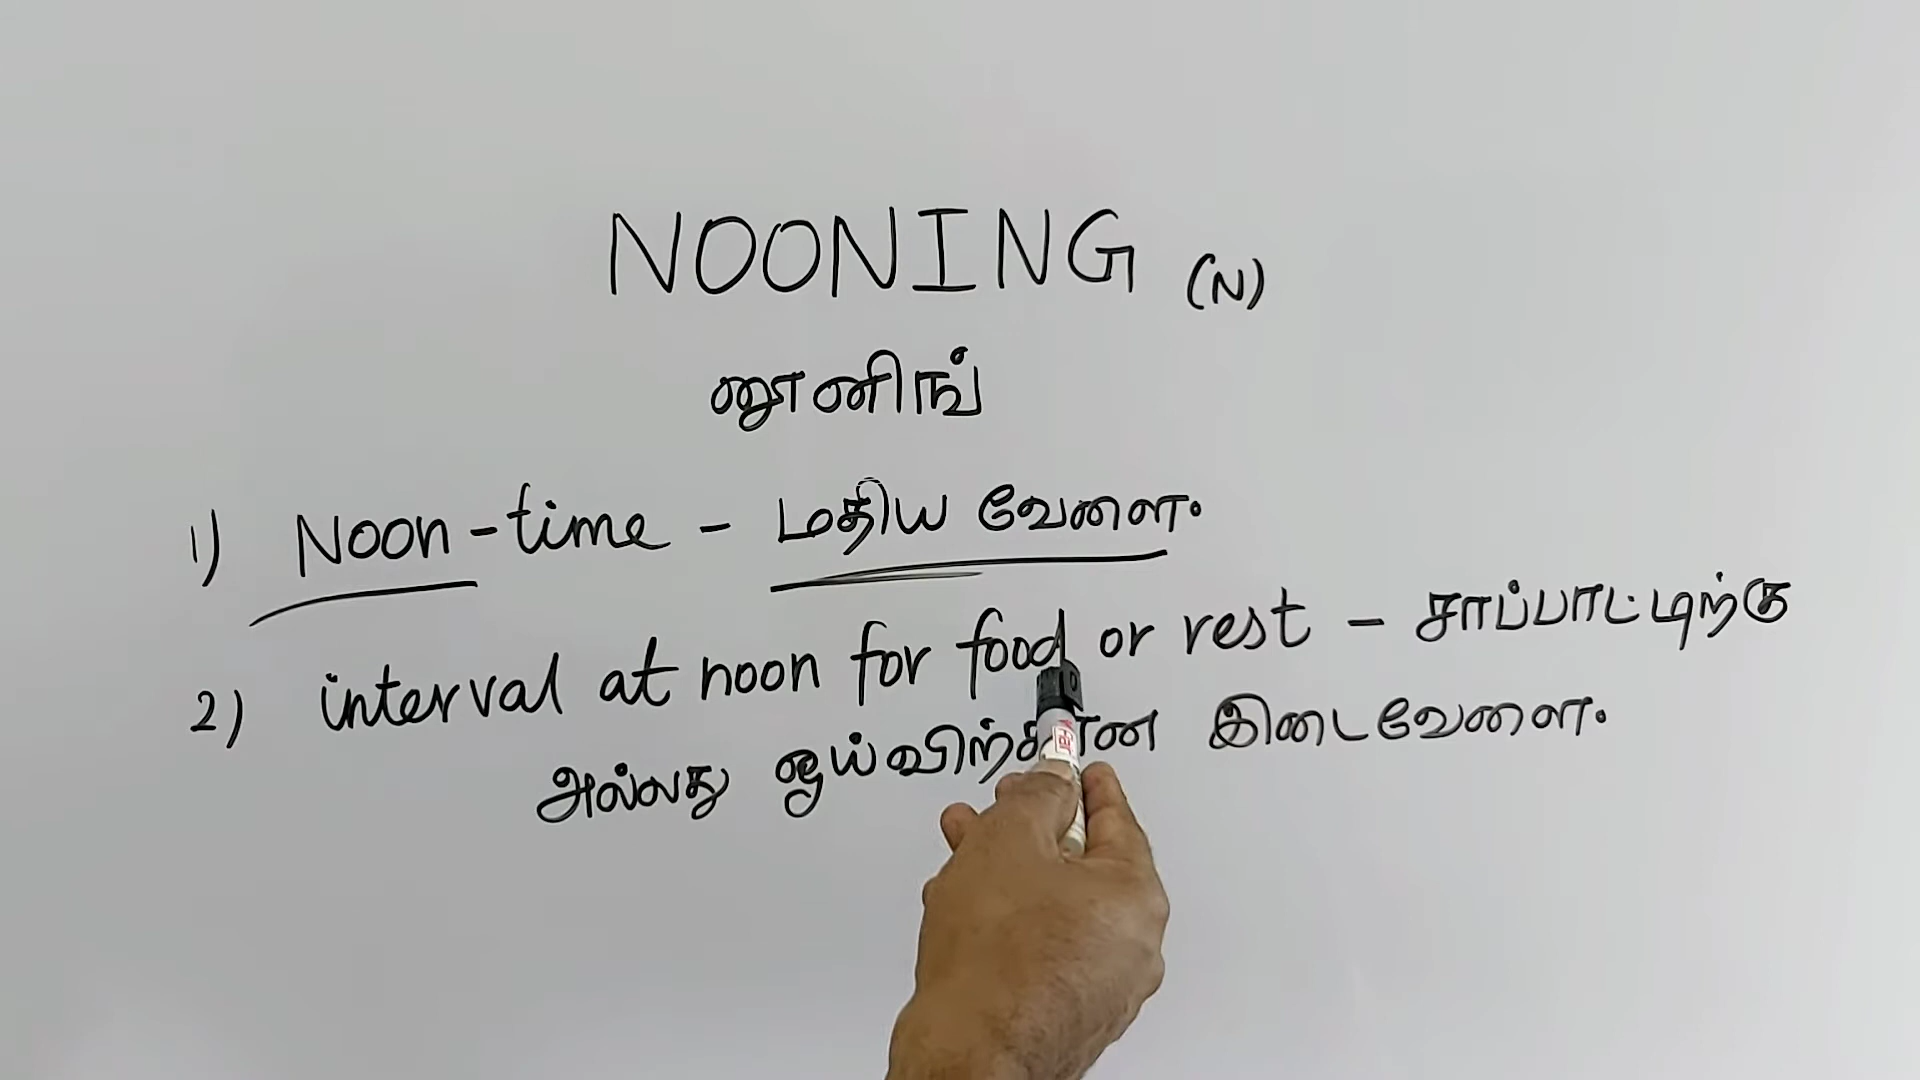 NOONING (N)
னூனிங்
1) Noon-time - மதிய வேளை.
2) interval at noon for food or rest - சாப்பாட்டிற்கு
அல்லது ஓய்விற்கான இடைவேளை.